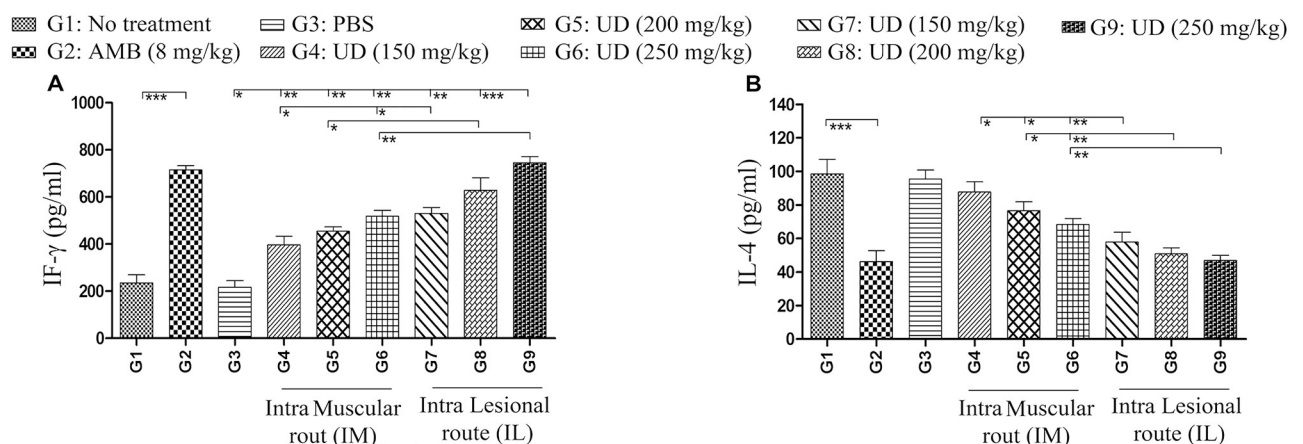 G1: No treatment G3: PBS G5: UD (200 mg/kg) G7: UD (150 mg/kg) G9: UD (250 mg/kg)
G2: AMB (8 mg/kg) G4: UD (150 mg/kg) G6: UD (250 mg/kg) G8: UD (200 mg/kg)
A
IF-γ (pg/ml)
1000
800
600
400
200
0
***
* ** ** ** ** ***
* *
*
**
G1 G2 G3 G4 G5 G6 G7 G8 G9
Intra Muscular
rout (IM)
Intra Lesional
route (IL)
B
IL-4 (pg/ml)
140
120
100
80
60
40
20
0
***
* * **
* **
**
G1 G2 G3 G4 G5 G6 G7 G8 G9
Intra Muscular
rout (IM)
Intra Lesional
route (IL)